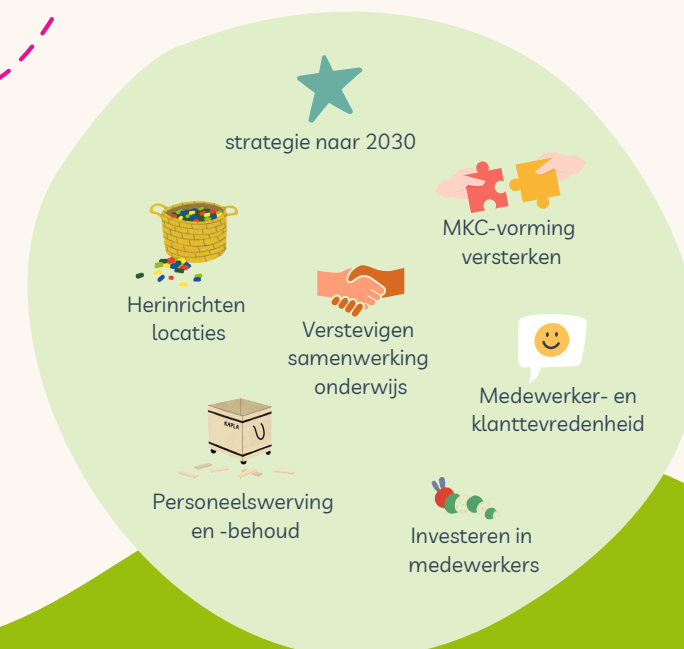 strategie naar 2030
MKC-vorming
versterken
Herinrichten
locaties
Verstevigen
samenwerking
onderwijs
Medewerker- en
klanttevredenheid
KAPLA
Personeelswerving
en -behoud
Investeren in
medewerkers